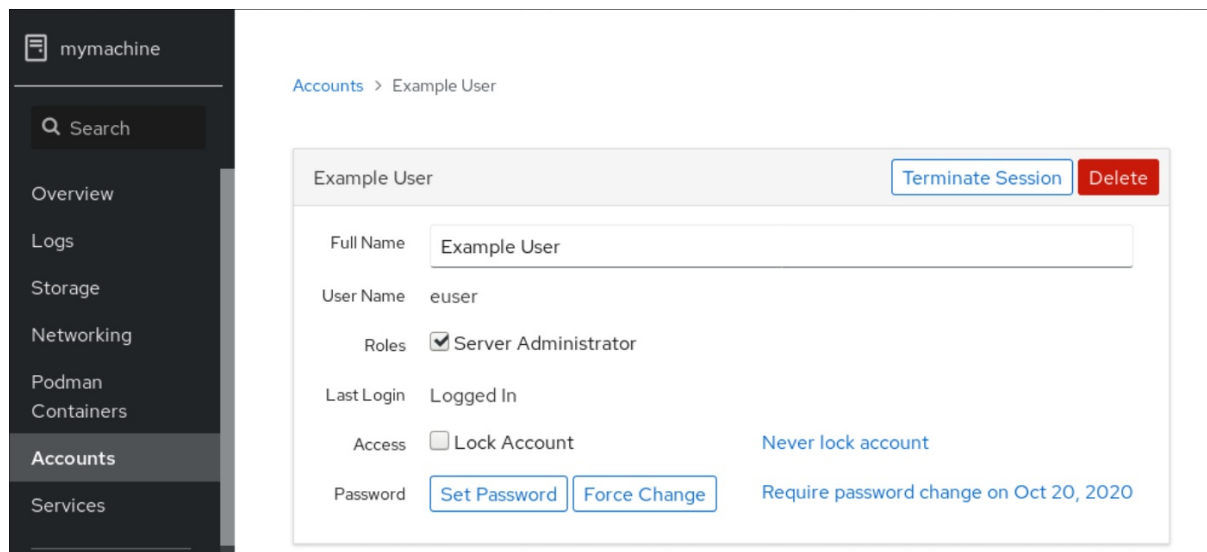 mymachine
Search
Overview
Logs
Storage
Networking
Podman
Containers
Accounts
Services
Accounts > Example User
Example User Terminate Session Delete
Full Name Example User
User Name euser
Roles Server Administrator
Last Login Logged In
Access Lock Account Never lock account
Password Set Password Force Change Require password change on Oct 20, 2020